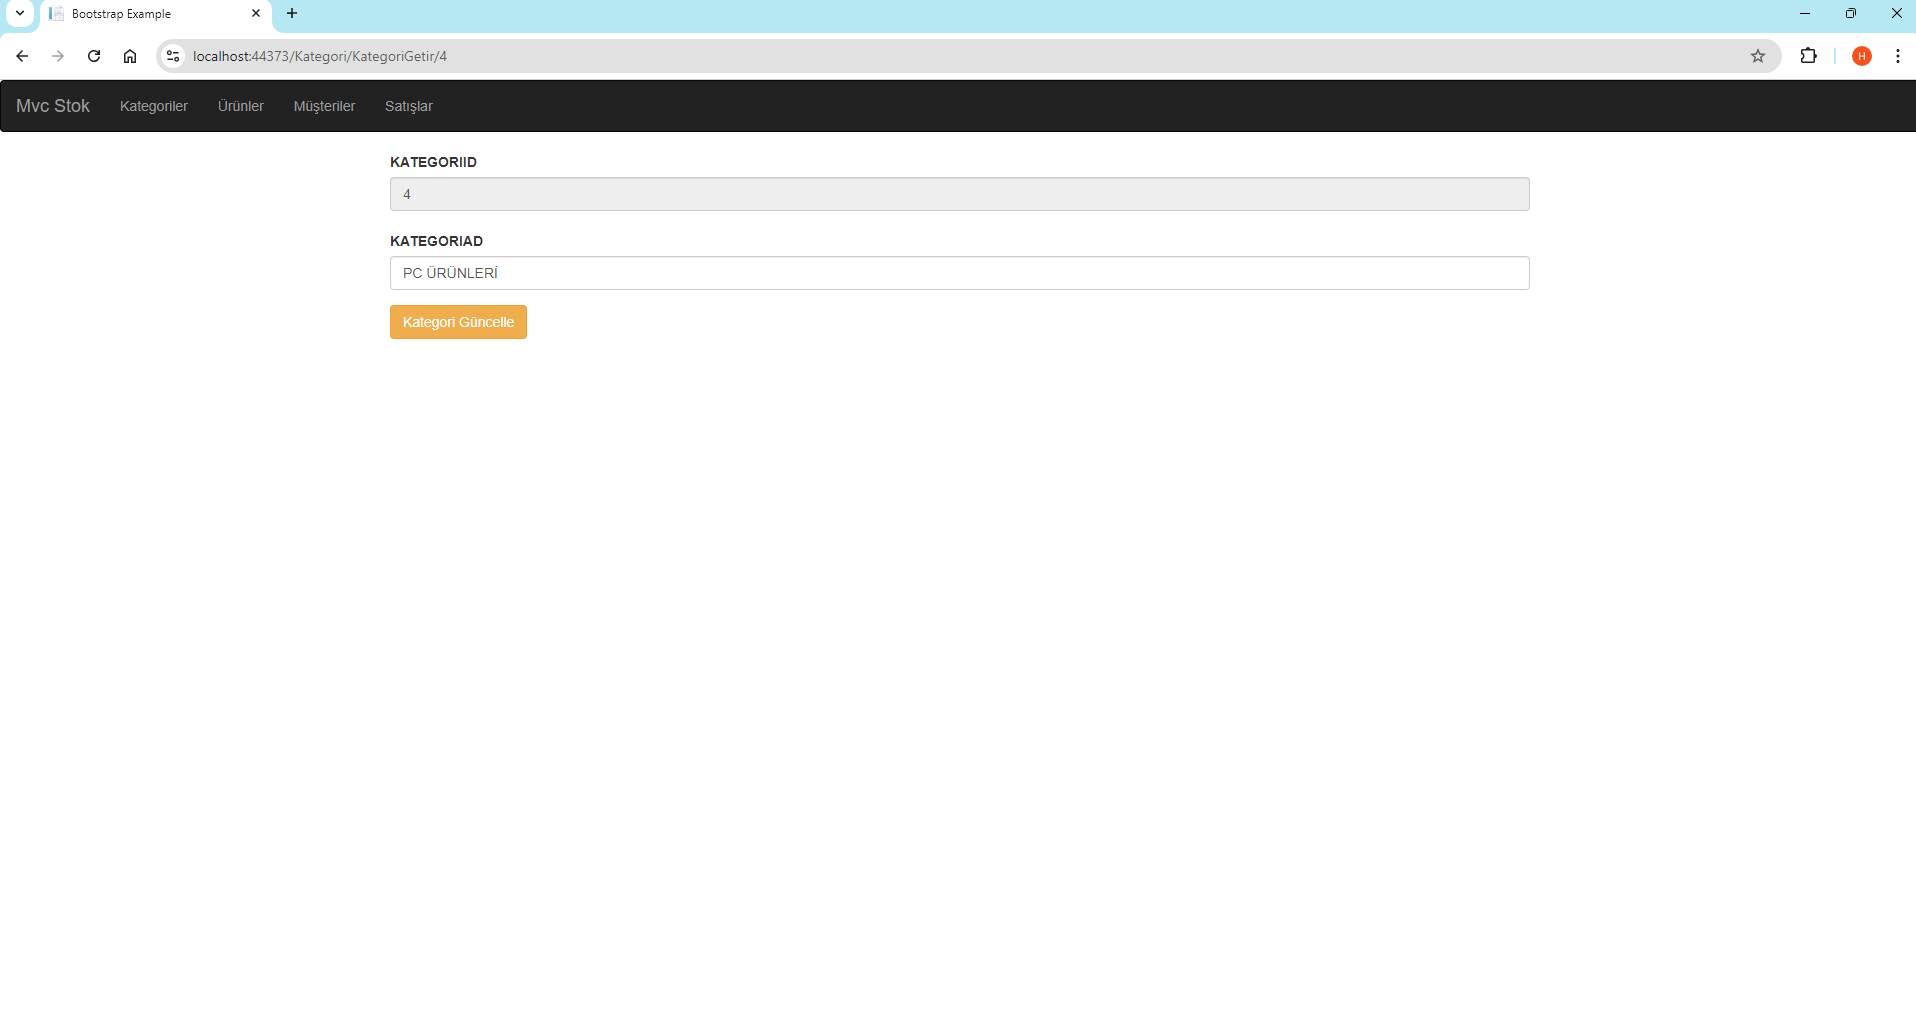 Bootstrap Example
localhost:44373/Kategori/KategoriGetir/4
H
Mvc Stok Kategoriler Ürünler Müşteriler Satışlar
KATEGORIID
4
KATEGORIAD
PC ÜRÜNLERİ
Kategori Güncelle